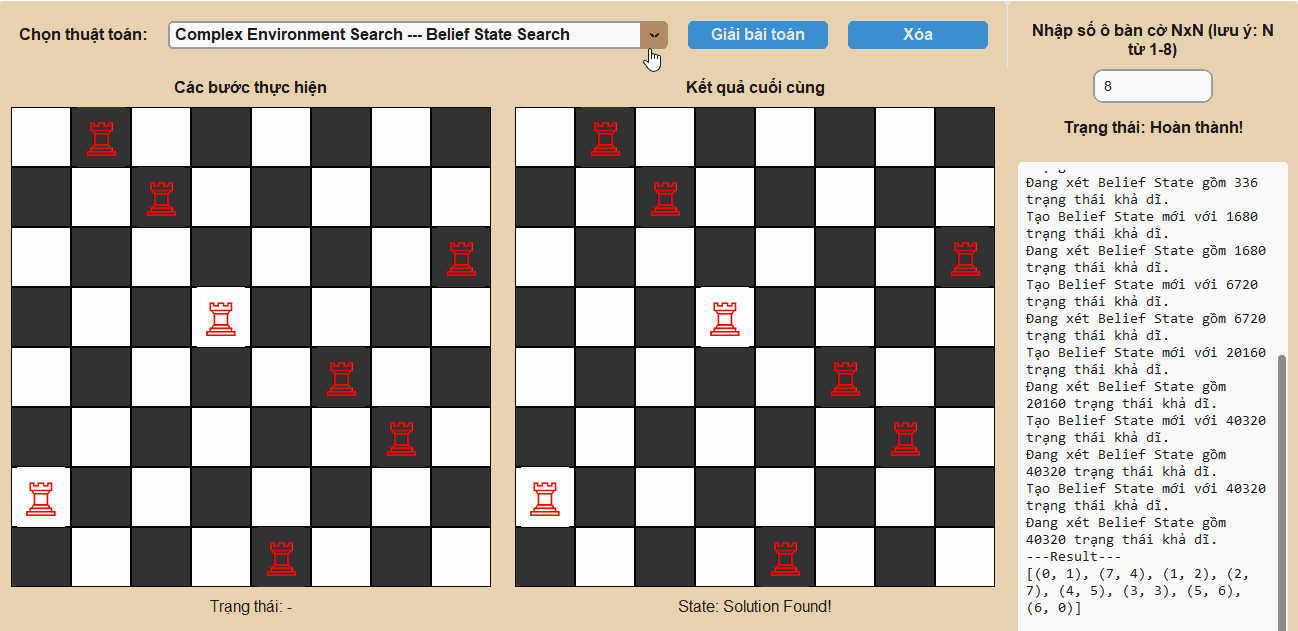 Chọn thuật toán:
Complex Environment Search --- Belief State Search
Giải bài toán
Xóa
Nhập số ô bàn cờ NxN (lưu ý: N
từ 1-8)
8
Trạng thái: Hoàn thành!
Các bước thực hiện
Kết quả cuối cùng
Trạng thái: -
State: Solution Found!
Đang xét Belief State gồm 336
trạng thái khả dĩ.
Tạo Belief State mới với 1680
trạng thái khả dĩ.
Đang xét Belief State gồm 1680
trạng thái khả dĩ.
Tạo Belief State mới với 6720
trạng thái khả dĩ.
Đang xét Belief State gồm 6720
trạng thái khả dĩ.
Tạo Belief State mới với 20160
trạng thái khả dĩ.
Đang xét Belief State gồm
20160 trạng thái khả dĩ.
Tạo Belief State mới với 40320
trạng thái khả dĩ.
Đang xét Belief State gồm
40320 trạng thái khả dĩ.
Tạo Belief State mới với 40320
trạng thái khả dĩ.
Đang xét Belief State gồm
40320 trạng thái khả dĩ.
---Result---
[(0, 1), (7, 4), (1, 2), (2,
7), (4, 5), (3, 3), (5, 6),
(6, 0)]